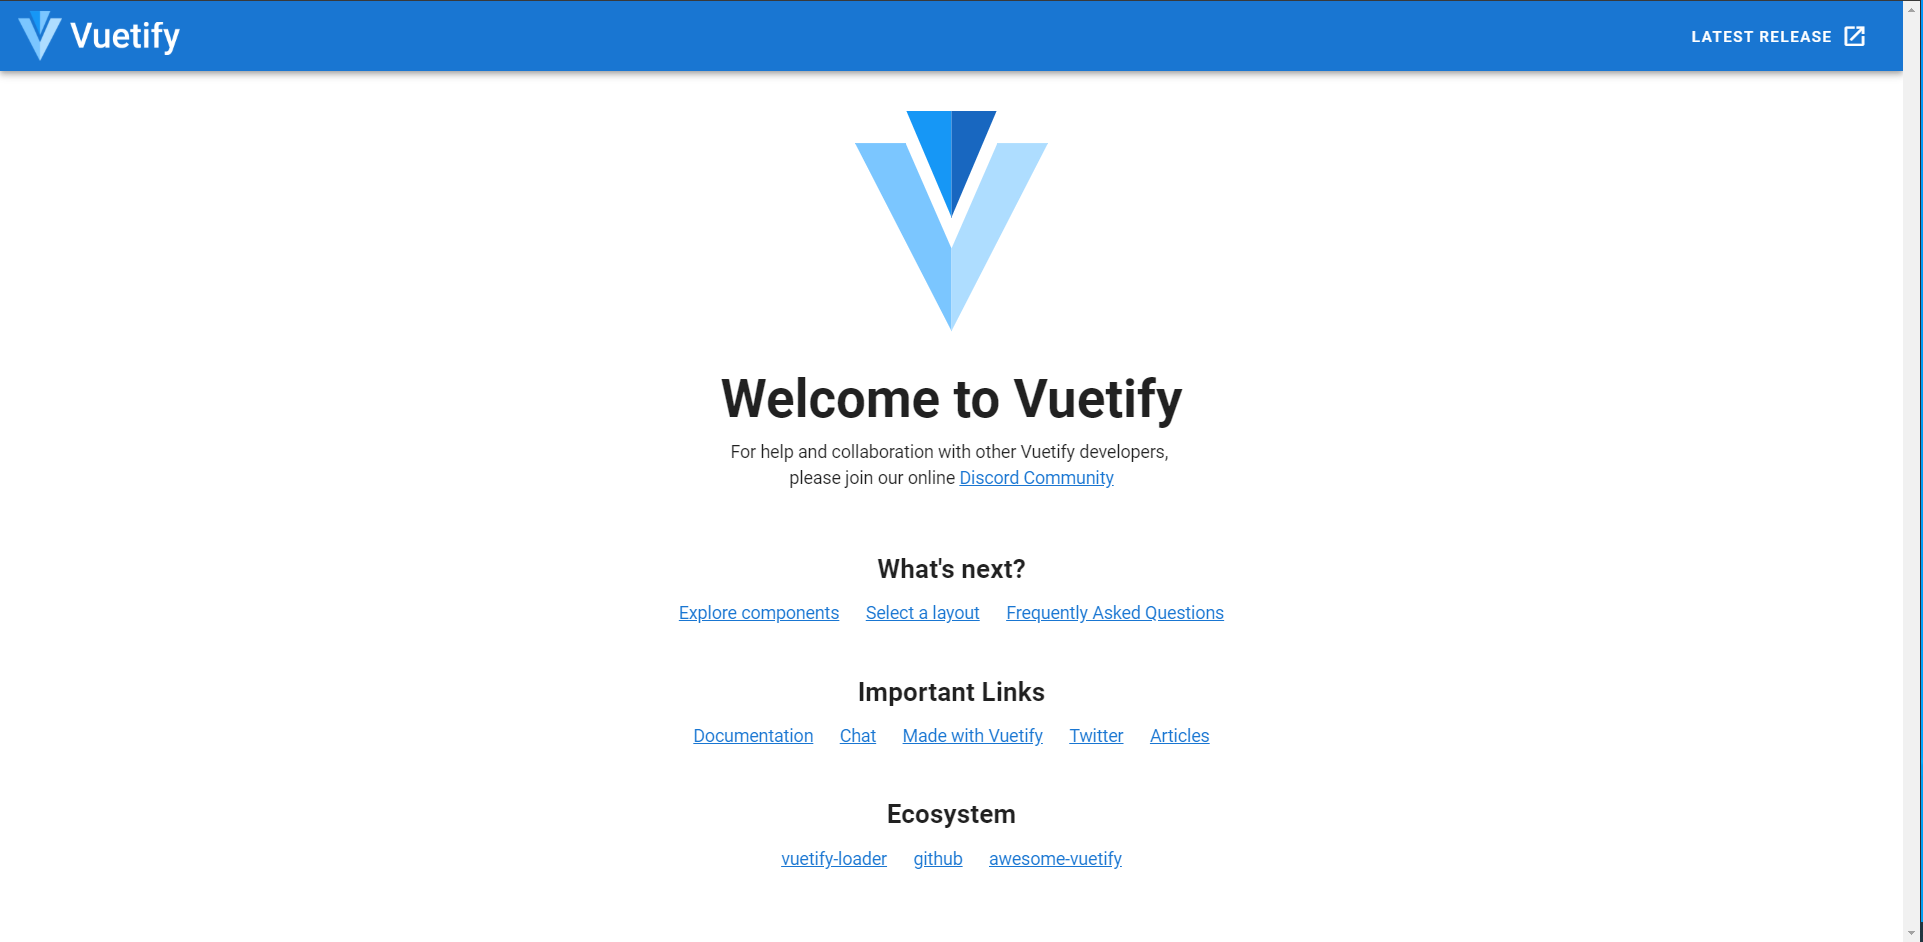 Vuetify
LATEST RELEASE
Welcome to Vuetify
For help and collaboration with other Vuetify developers,
please join our online Discord Community
What's next?
Explore components Select a layout Frequently Asked Questions
Important Links
Documentation Chat Made with Vuetify Twitter Articles
Ecosystem
vuetify-loader github awesome-vuetify